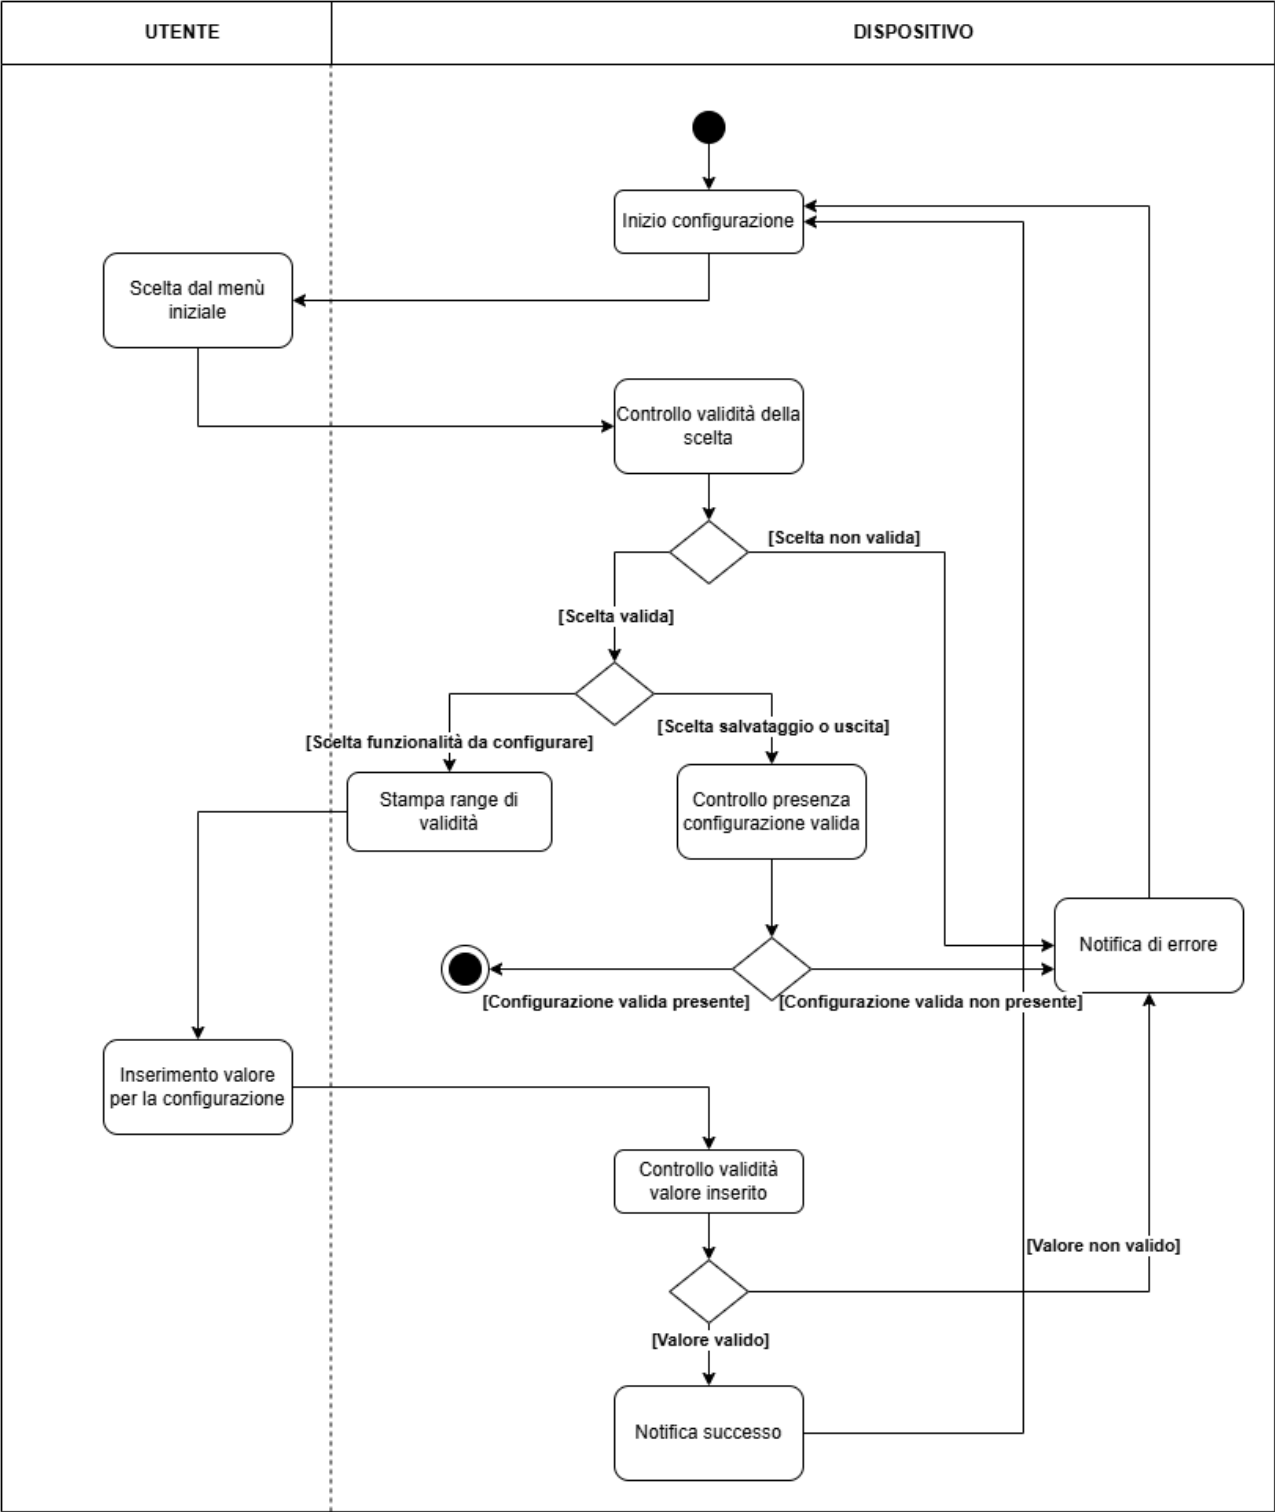 UTENTE
DISPOSITIVO
Inizio configurazione
Scelta dal menù
iniziale
Controllo validità della
scelta
[Scelta non valida]
[Scelta valida]
[Scelta salvataggio o uscita]
[Scelta funzionalità da configurare]
Stampa range di
validità
Controllo presenza
configurazione valida
Notifica di errore
[Configurazione valida presente]
[Configurazione valida non presente]
Inserimento valore
per la configurazione
Controllo validità
valore inserito
[Valore non valido]
[Valore valido]
Notifica successo